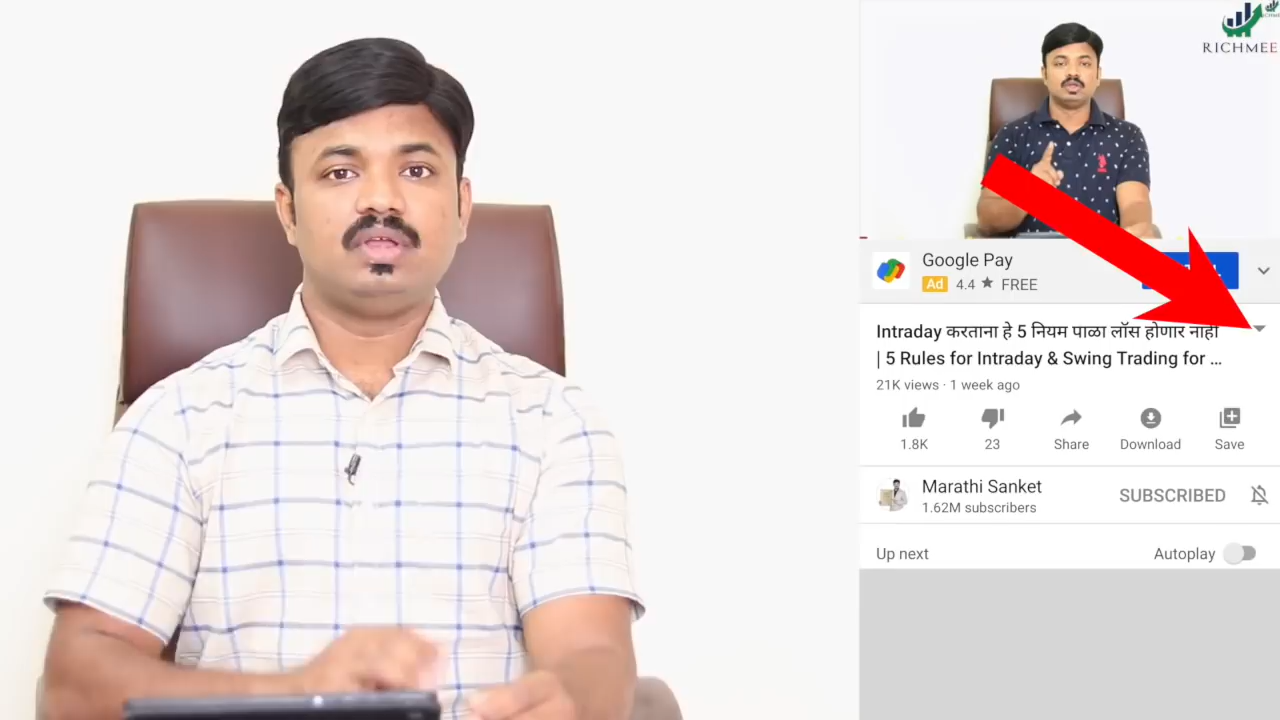 RICHMEE
Google Pay
Ad 4.4 ★ FREE
Intraday करताना हे 5 नियम पाळा लॉस होणार नाही
| 5 Rules for Intraday & Swing Trading for ...
21K views · 1 week ago
1.8K 23 Share Download Save
Marathi Sanket SUBSCRIBED
1.62M subscribers
Up next Autoplay